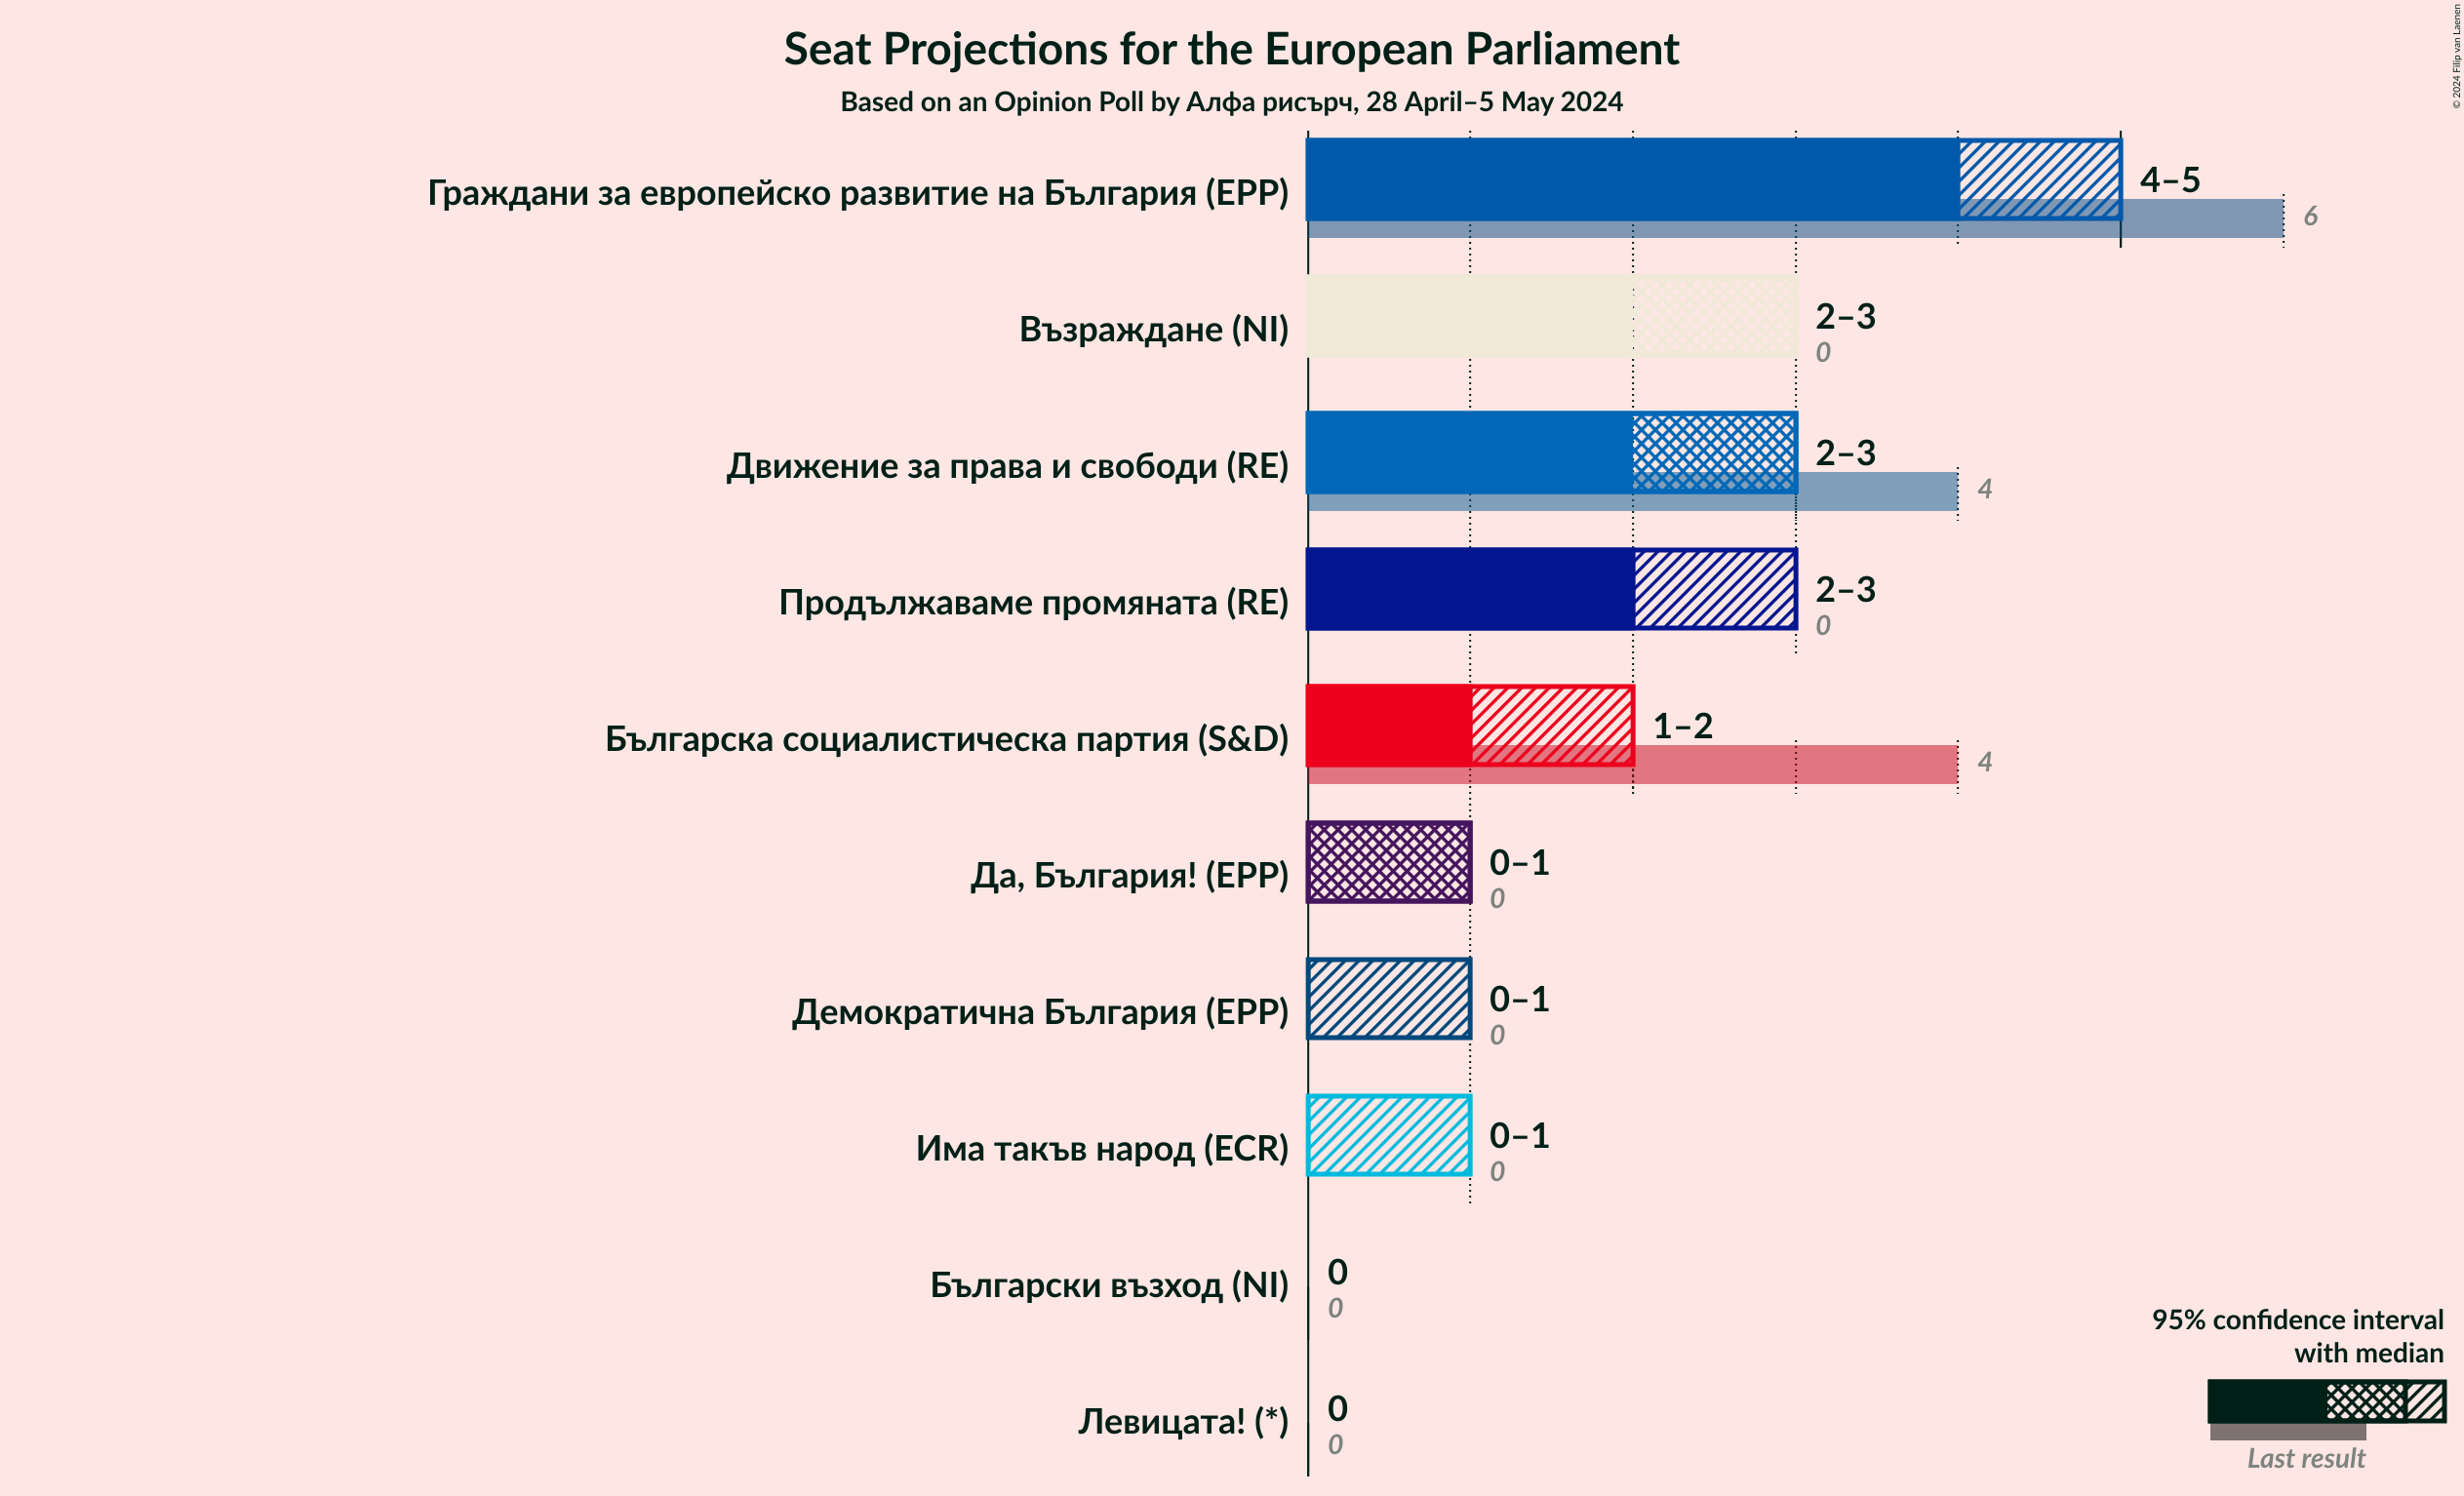 © 2024 Filip van Laenen
Seat Projections for the European Parliament
Based on an Opinion Poll by Алфа рисърч, 28 April–5 May 2024
Граждани за европейско развитие на България (EPP)
4–5
6
Възраждане (NI)
2–3
0
Движение за права и свободи (RE)
2–3
4
Продължаваме промяната (RE)
2–3
0
Българска социалистическа партия (S&D)
1–2
4
Да, България! (EPP)
0–1
0
Демократична България (EPP)
0–1
0
Има такъв народ (ECR)
0–1
0
Български възход (NI)
0
0
Левицата! (*)
0
0
95% confidence interval
with median
Last result